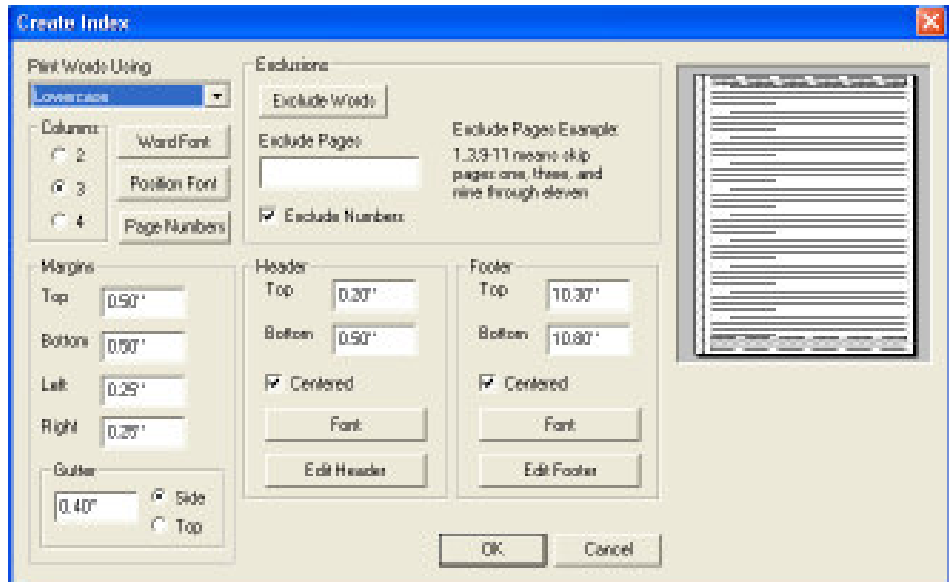 Create Index
Print Words Using
Lowercase
Columns
2
3
4
Word Font
Position Font
Page Numbers
Exclusions
Exclude Words
Exclude Pages
Exclude Numbers
Exclude Pages Example:
1,3,9-11 means skip
pages one, three, and
nine through eleven
Margins
Top 0.50"
Bottom 0.50"
Left 0.25"
Right 0.25"
Gutter
0.40"
Side
Top
Header
Top 0.20"
Bottom 0.50"
Centered
Font
Edit Header
Footer
Top 10.30"
Bottom 10.80"
Centered
Font
Edit Footer
OK
Cancel